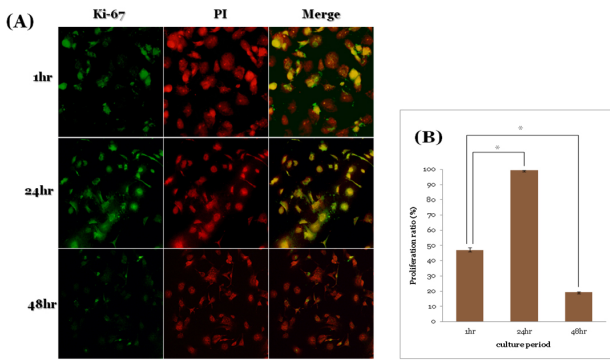 (A)
Ki-67 PI Merge
1hr
24hr
48hr
(B)
*
*
Proliferation ratio (%)
100
90
80
70
60
50
40
30
20
10
0
1hr 24hr 48hr
culture period